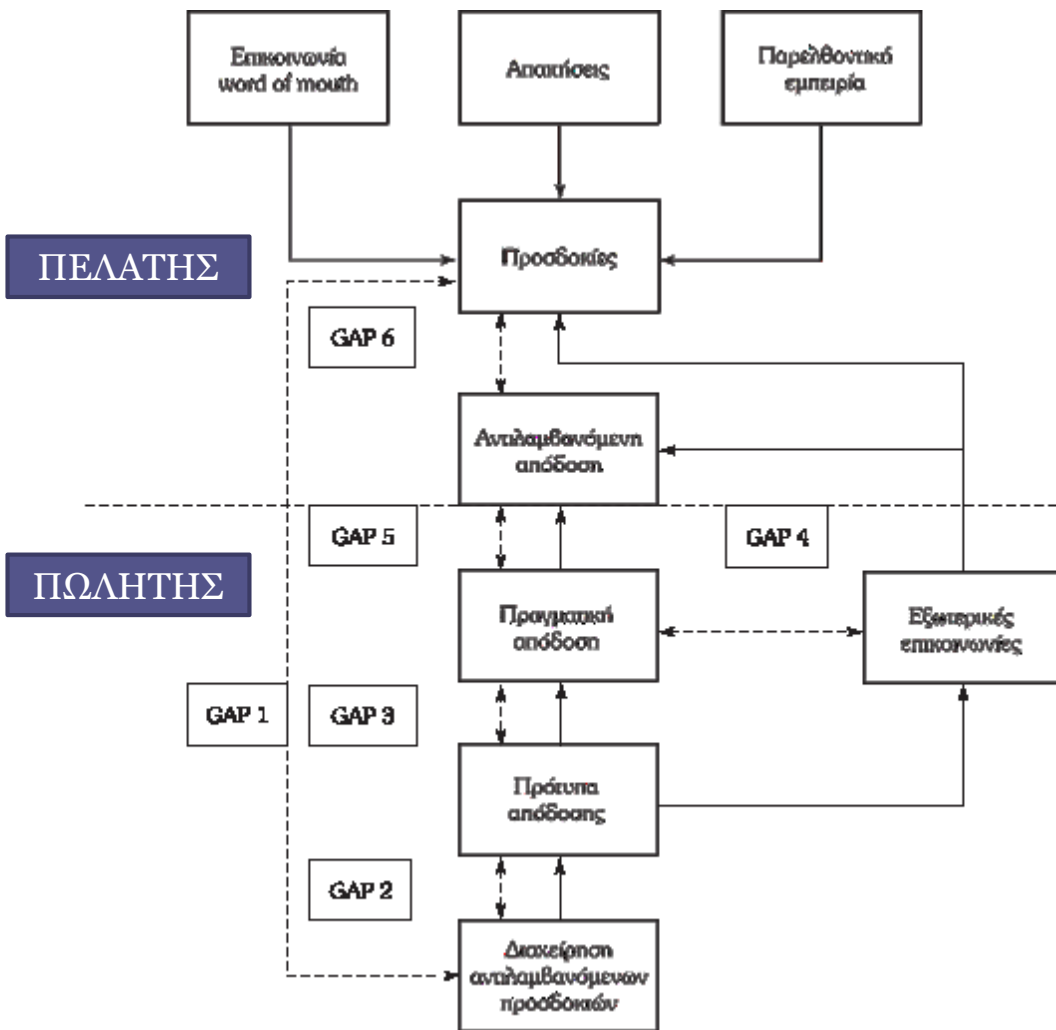 Επικοινωνία
word of mouth
Απαιτήσεις
Παρελθοντική
εμπειρία
Προσδοκίες
ΠΕΛΑΤΗΣ
GAP 6
Αντιλαμβανόμενη
απόδοση
GAP 5
GAP 4
ΠΩΛΗΤΗΣ
Πραγματική
απόδοση
Εξωτερικές
επικοινωνίες
GAP 1
GAP 3
Πρότυπα
απόδοσης
GAP 2
Διαχείρηση
αντιλαμβανόμενων
προσδοκιών